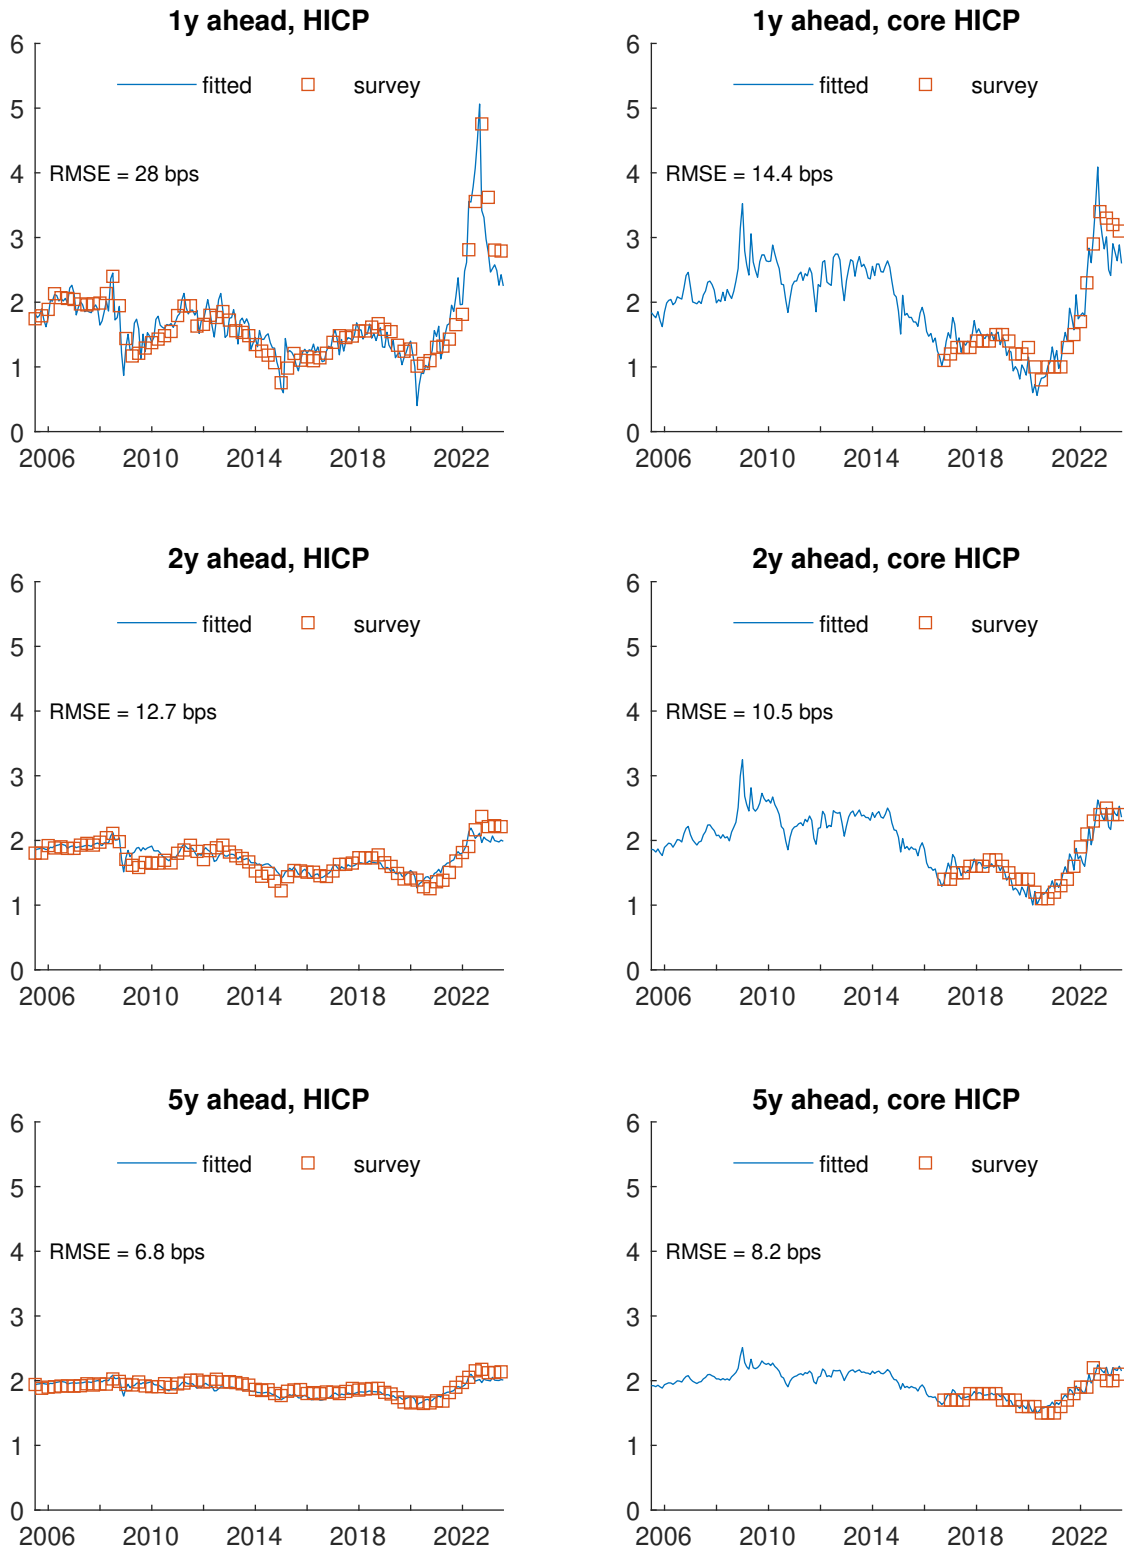 1y ahead, HICP
6
5
4
3
2
1
0
fitted
survey
RMSE = 28 bps
2006 2010 2014 2018 2022
1y ahead, core HICP
6
5
4
3
2
1
0
fitted
survey
RMSE = 14.4 bps
2006 2010 2014 2018 2022
2y ahead, HICP
6
5
4
3
2
1
0
fitted
survey
RMSE = 12.7 bps
2006 2010 2014 2018 2022
2y ahead, core HICP
6
5
4
3
2
1
0
fitted
survey
RMSE = 10.5 bps
2006 2010 2014 2018 2022
5y ahead, HICP
6
5
4
3
2
1
0
fitted
survey
RMSE = 6.8 bps
2006 2010 2014 2018 2022
5y ahead, core HICP
6
5
4
3
2
1
0
fitted
survey
RMSE = 8.2 bps
2006 2010 2014 2018 2022